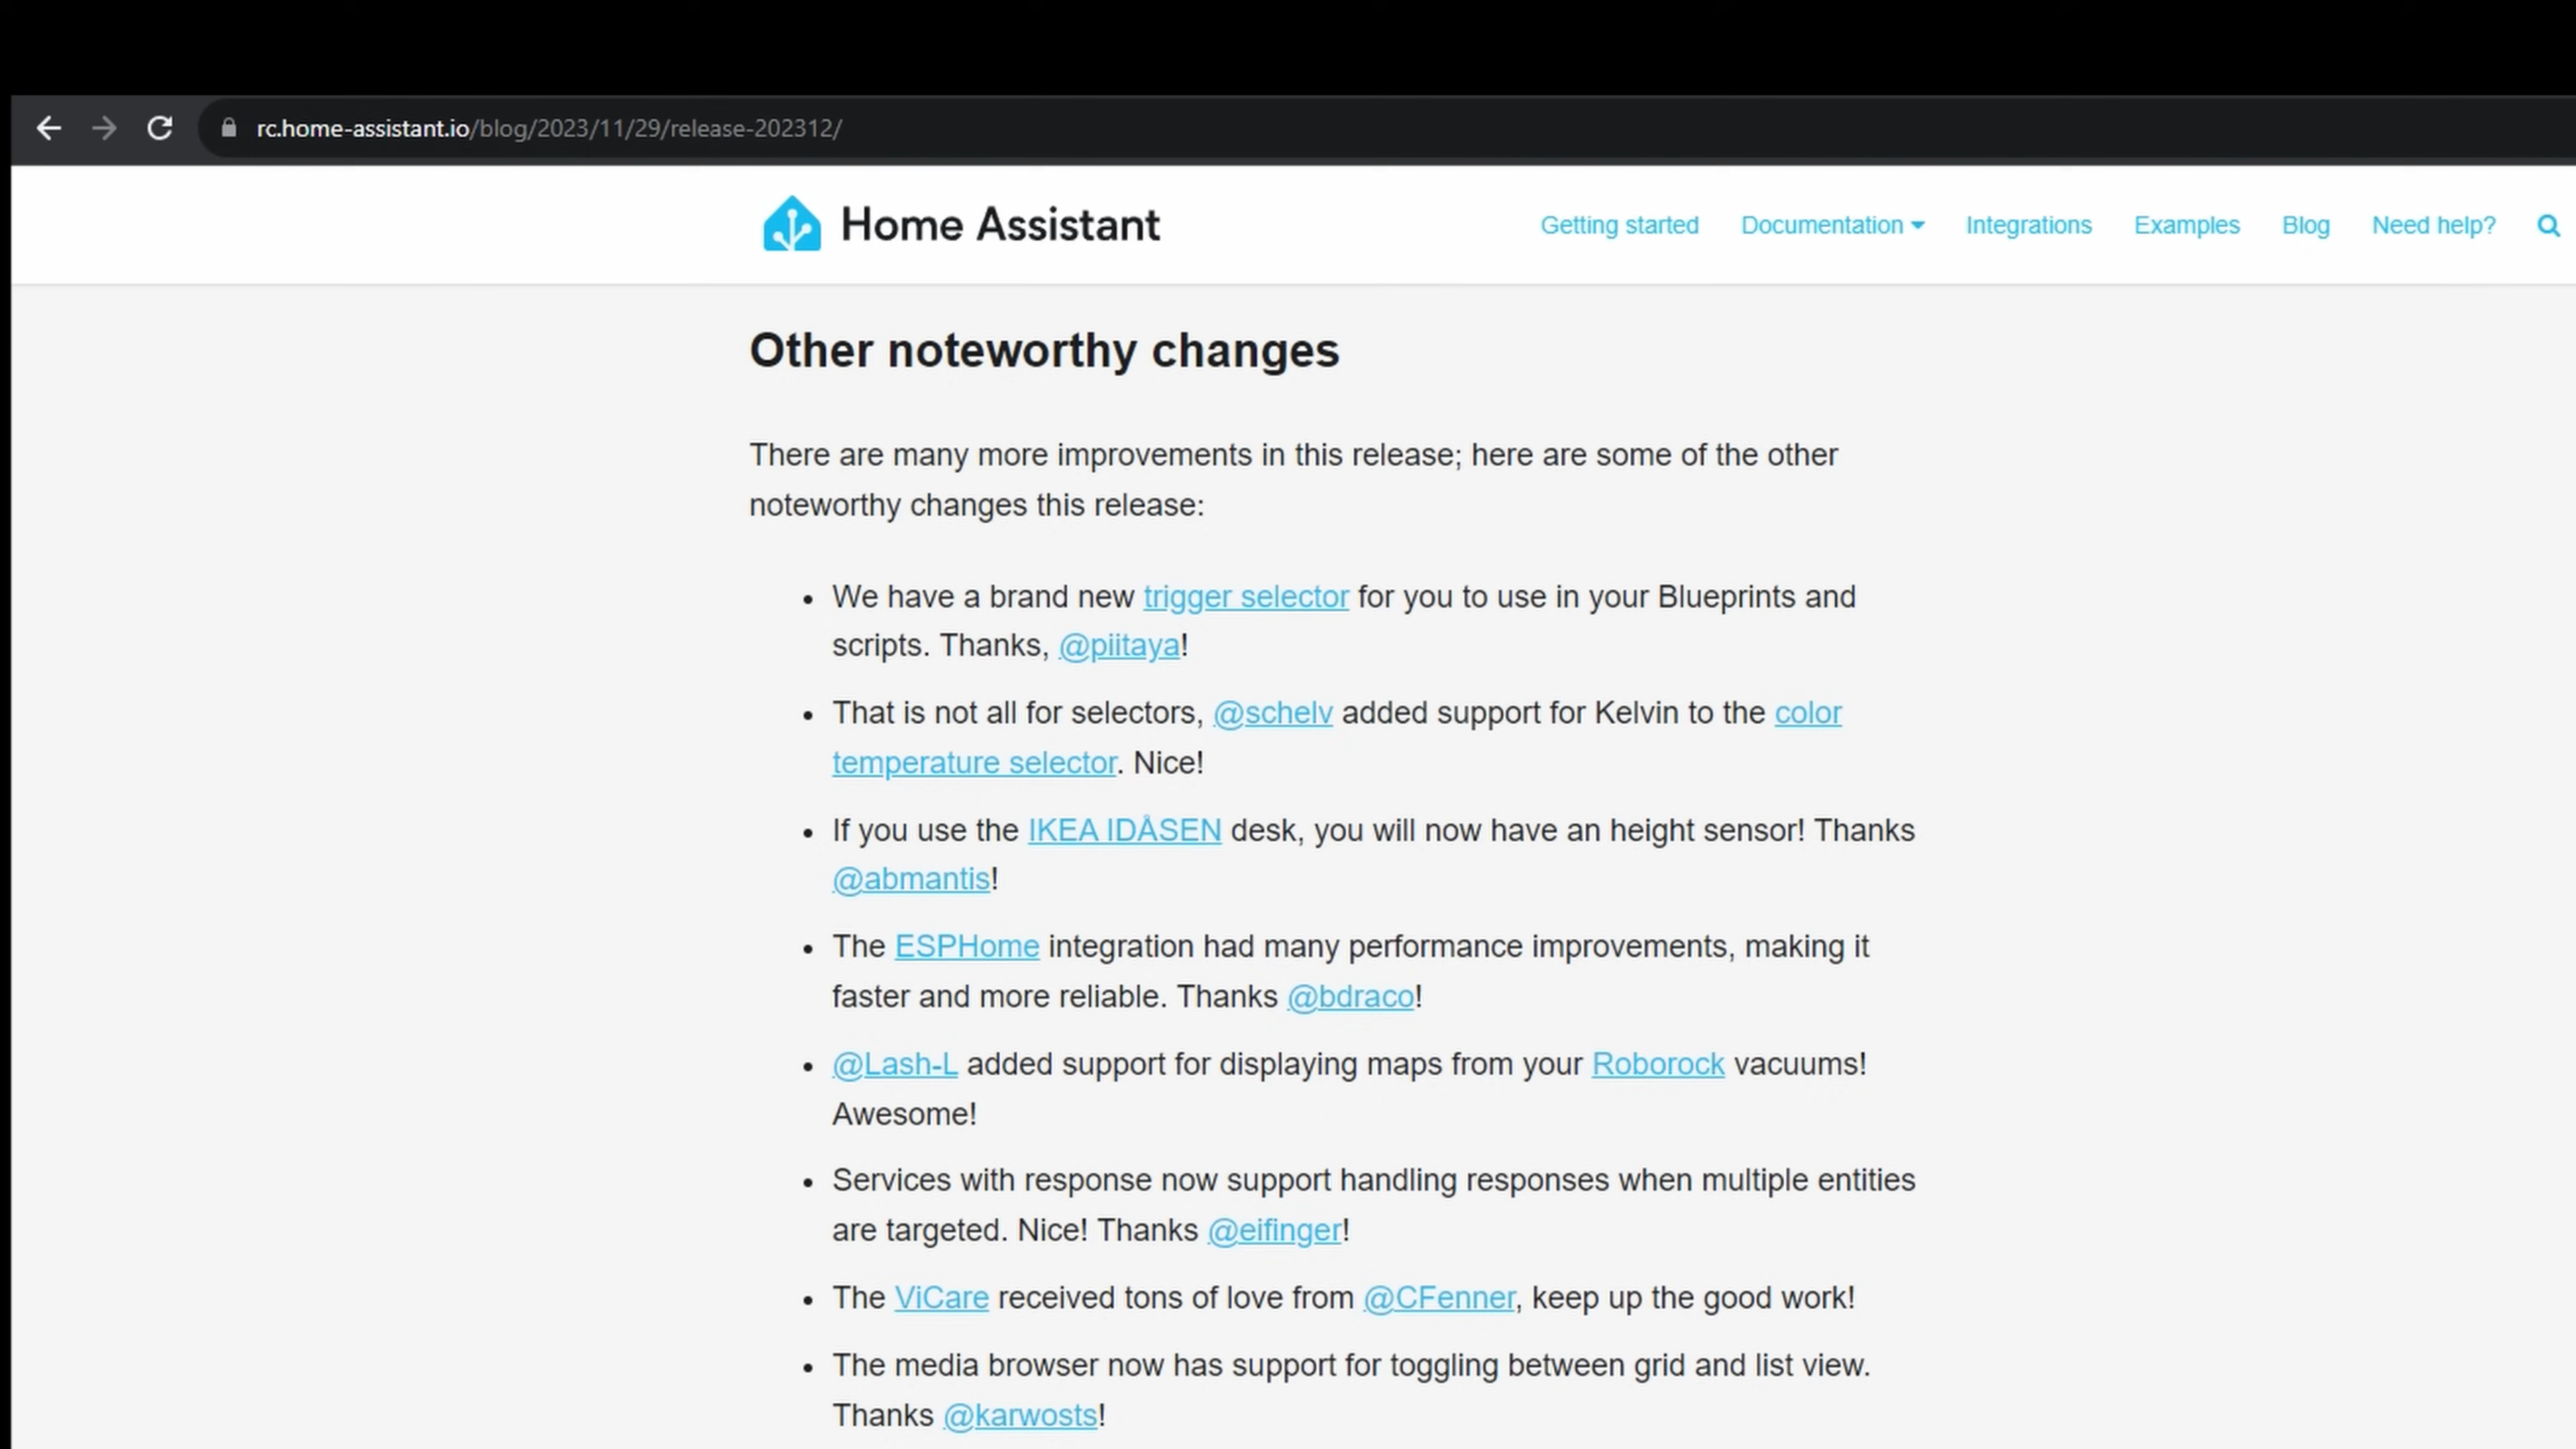 rc.home-assistant.io/blog/2023/11/29/release-202312/
Home Assistant
Getting started Documentation Integrations Examples Blog Need help?
Other noteworthy changes
There are many more improvements in this release; here are some of the other
noteworthy changes this release:
• We have a brand new trigger selector for you to use in your Blueprints and
scripts. Thanks, @piitaya!
• That is not all for selectors, @schelv added support for Kelvin to the color
temperature selector. Nice!
• If you use the IKEA IDÅSEN desk, you will now have an height sensor! Thanks
@abmantis!
• The ESPHome integration had many performance improvements, making it
faster and more reliable. Thanks @bdraco!
• @Lash-L added support for displaying maps from your Roborock vacuums!
Awesome!
• Services with response now support handling responses when multiple entities
are targeted. Nice! Thanks @eifinger!
• The ViCare received tons of love from @CFenner, keep up the good work!
• The media browser now has support for toggling between grid and list view.
Thanks @karwosts!